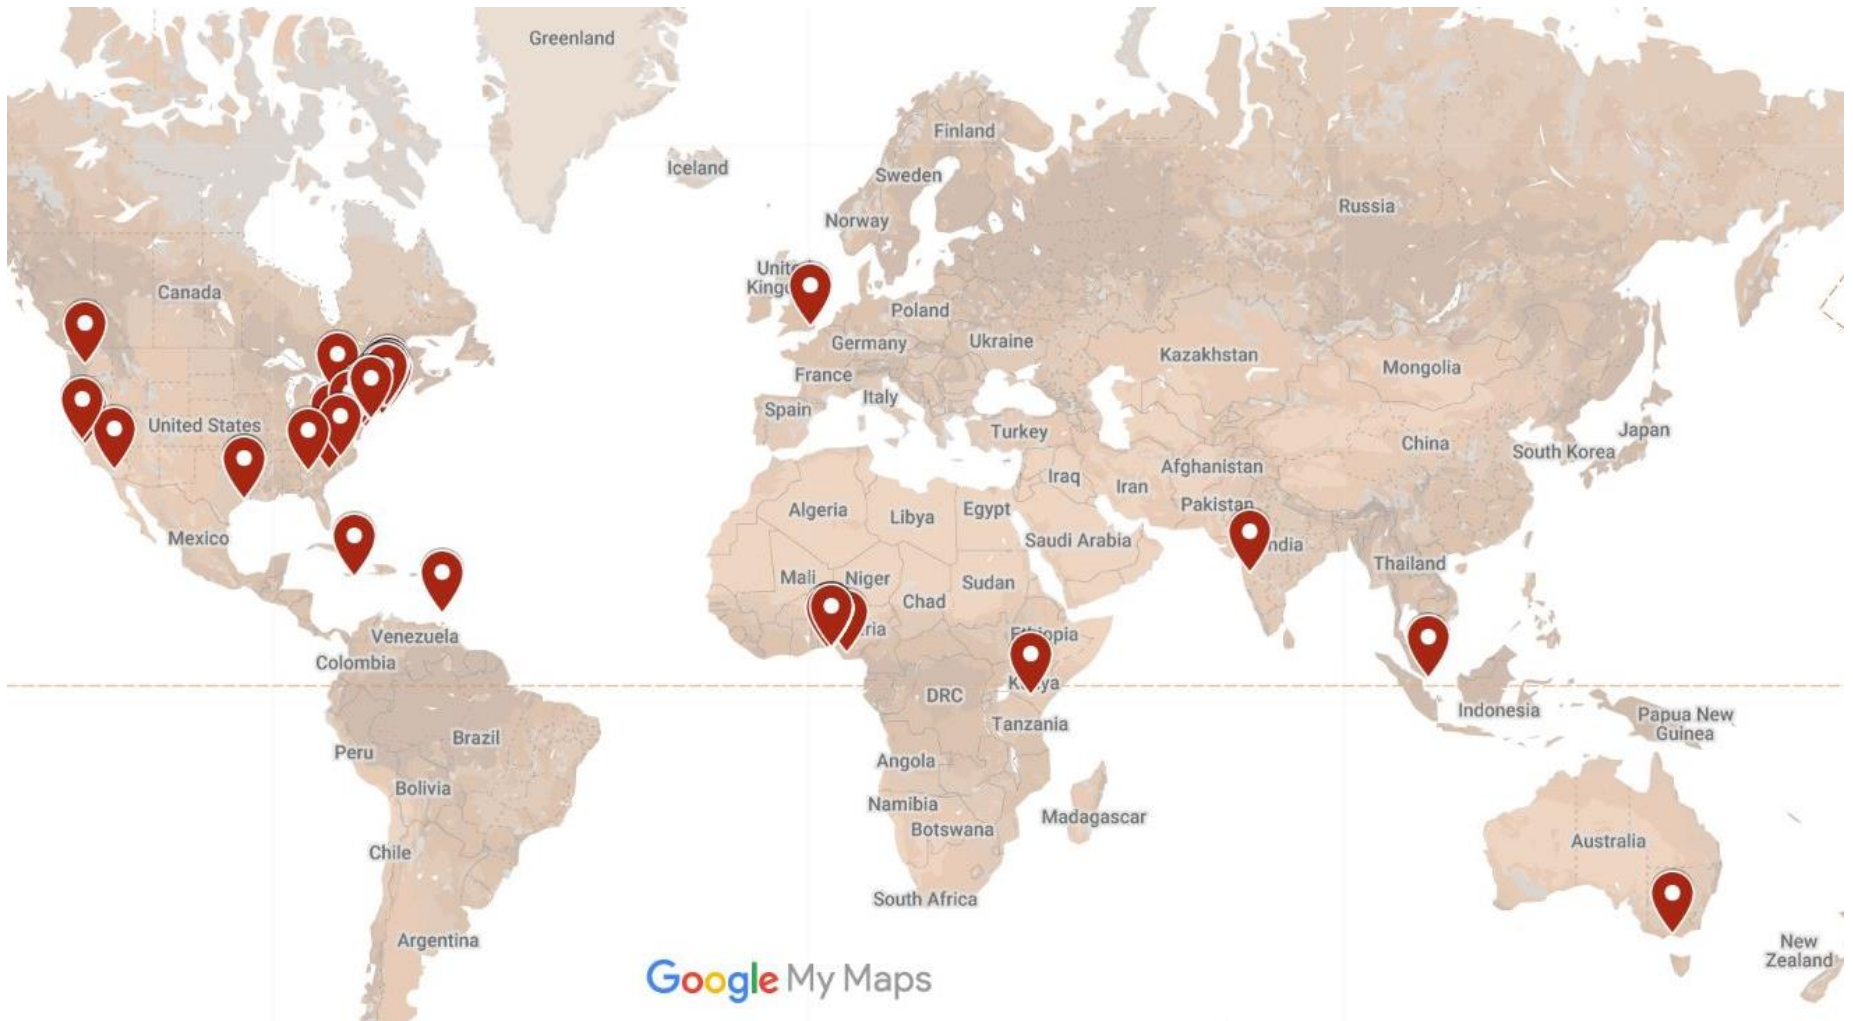 Greenland
Finland
Iceland
Sweden
Russia
Norway
Canada
Poland
Germany
Ukraine
Kazakhstan
Mongolia
France
Italy
Spain
United States
Turkey
Japan
China
South Korea
Afghanistan
Iraq
Iran
Pakistan
Algeria
Libya
Egypt
Mexico
Saudi Arabia
Thailand
Mali
Niger
Sudan
Chad
Venezuela
Colombia
DRC
Indonesia
Papua New
Guinea
Tanzania
Brazil
Peru
Angola
Bolivia
Namibia
Madagascar
Botswana
Australia
Chile
South Africa
Argentina
New
Zealand
Google My Maps